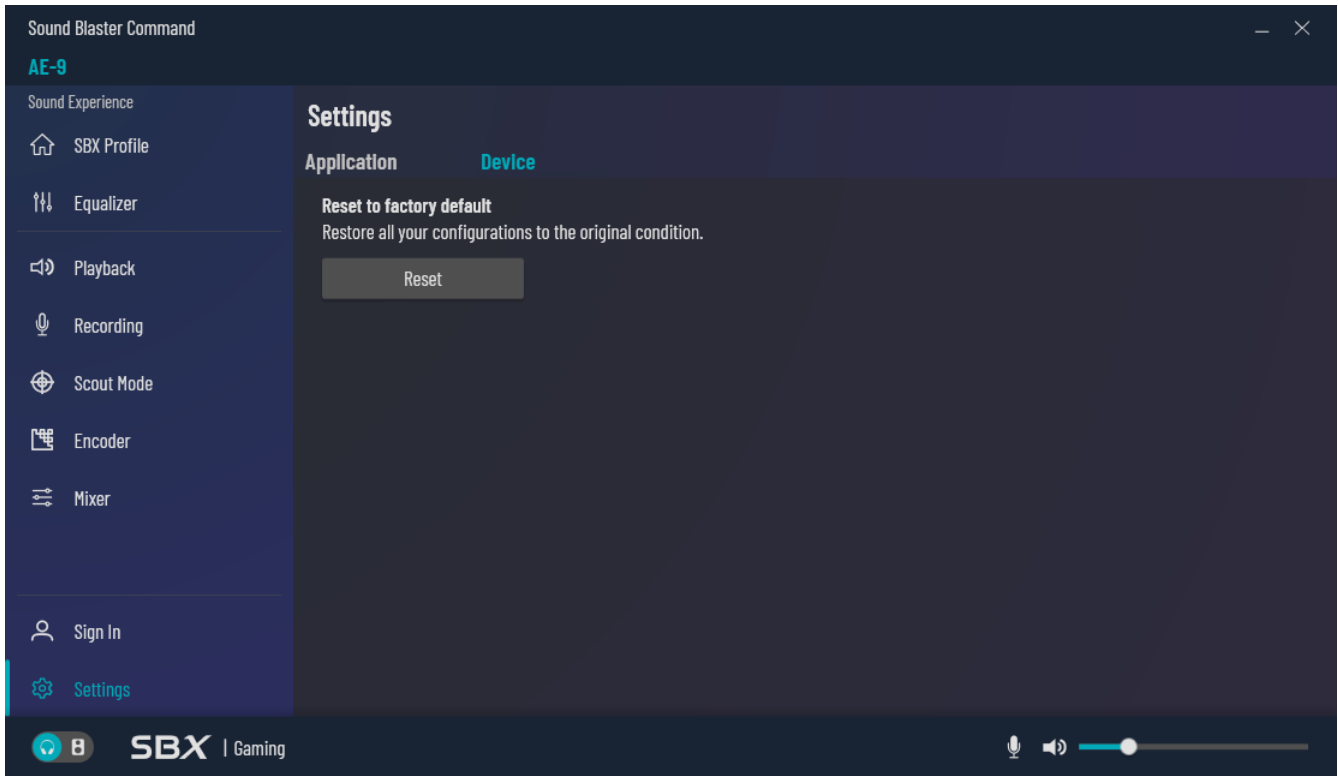 Sound Blaster Command
AE-9
Sound Experience
SBX Profile
Equalizer
Playback
Recording
Scout Mode
Encoder
Mixer
Sign In
Settings
Settings
Application Device
Reset to factory default
Restore all your configurations to the original condition.
Reset
SBX | Gaming